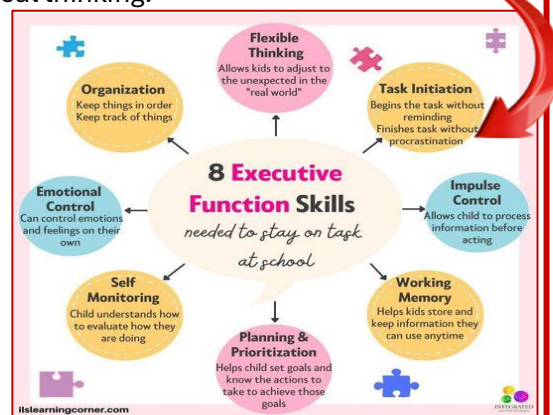 Flexible
Thinking
Allows kids to adjust to
the unexpected in the
"real world"
Organization
Keep things in order
Keep track of things
Task Initiation
Begins the task without
reminding
Finishes task without
procrastination
8 Executive
Function Skills
needed to stay on task
at school
Emotional
Control
Can control emotions
and feelings on their
own
Impulse
Control
Allows child to process
information before
acting
Self
Monitoring
Child understands how
to evaluate how they
are doing
Working
Memory
Helps kids store and
keep information they
can use anytime
Planning &
Prioritization
Helps child set goals and
know the actions to
take to achieve those
goals
ilslearningcorner.com
INTEGRATED